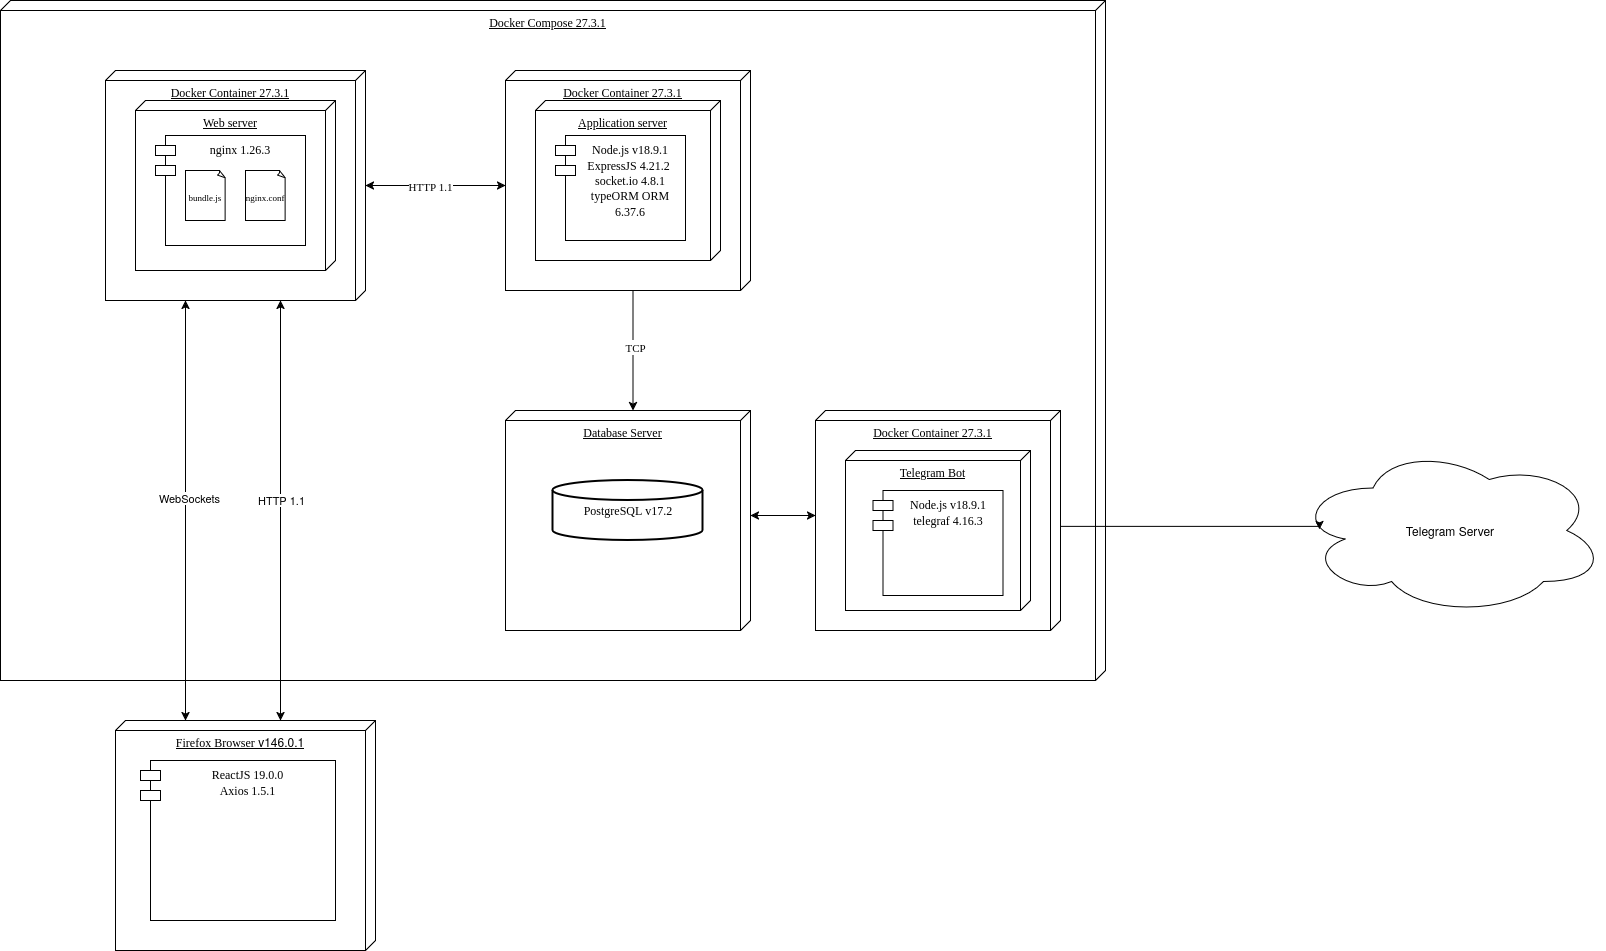 Docker Compose 27.3.1
Docker Container 27.3.1
Web server
nginx 1.26.3
bundle.js
nginx.conf
HTTP 1.1
Docker Container 27.3.1
Application server
Node.js v18.9.1
ExpressJS 4.21.2
socket.io 4.8.1
typeORM ORM
6.37.6
TCP
WebSockets
HTTP 1.1
Database Server
PostgreSQL v17.2
Docker Container 27.3.1
Telegram Bot
Node.js v18.9.1
telegraf 4.16.3
Telegram Server
Firefox Browser v146.0.1
ReactJS 19.0.0
Axios 1.5.1